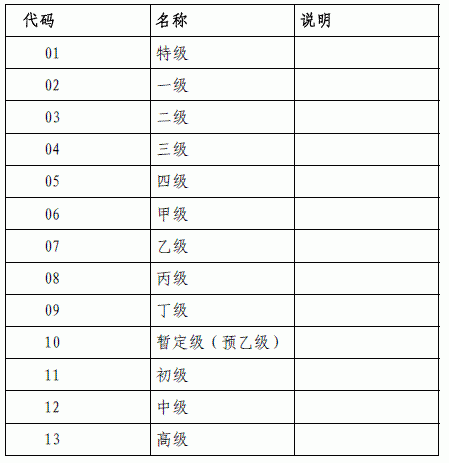 代码 名称 说明
01 特级
02 一级
03 二级
04 三级
05 四级
06 甲级
07 乙级
08 丙级
09 丁级
10 暂定级（预乙级）
11 初级
12 中级
13 高级